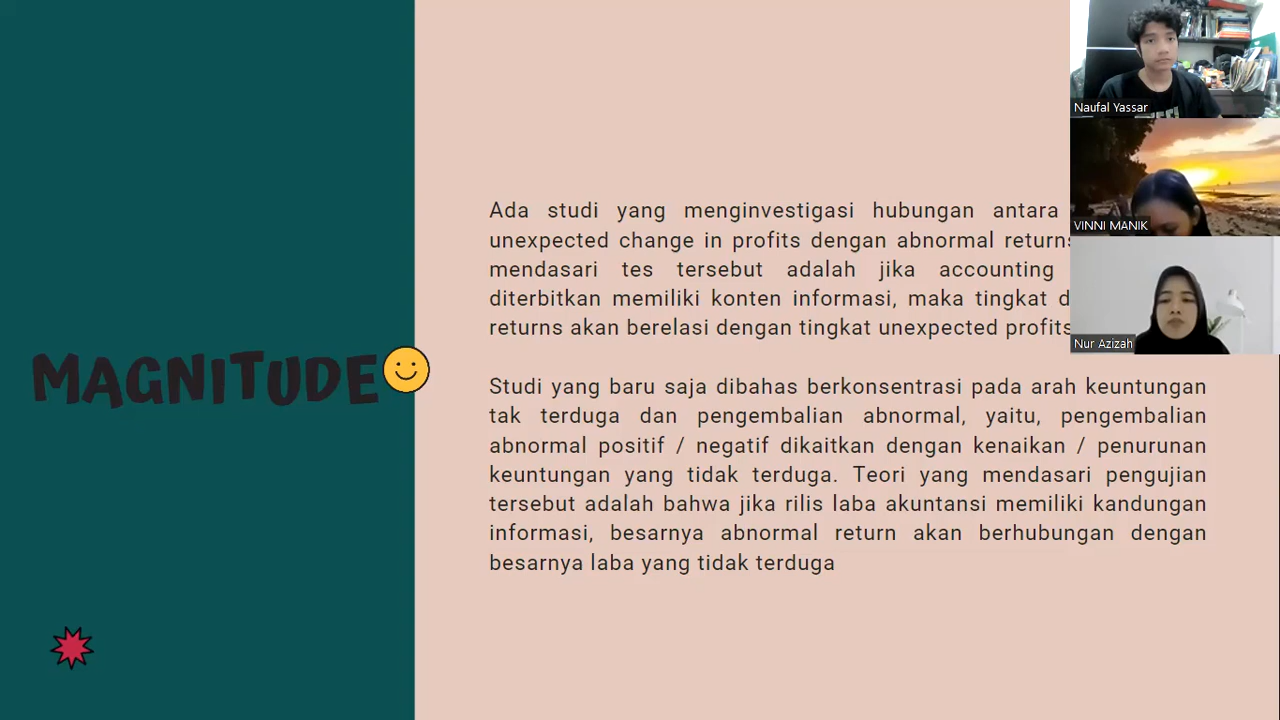 MAGNITUDE
Ada studi yang menginvestigasi hubungan antara
unexpected change in profits dengan abnormal returns
mendasari tes tersebut adalah jika accounting
diterbitkan memiliki konten informasi, maka tingkat
returns akan berelasi dengan tingkat unexpected profits
Studi yang baru saja dibahas berkonsentrasi pada arah keuntungan
tak terduga dan pengembalian abnormal, yaitu, pengembalian
abnormal positif / negatif dikaitkan dengan kenaikan / penurunan
keuntungan yang tidak terduga. Teori yang mendasari pengujian
tersebut adalah bahwa jika rilis laba akuntansi memiliki kandungan
informasi, besarnya abnormal return akan berhubungan dengan
besarnya laba yang tidak terduga
Naufal Yassar
VINNI MANIK
Nur Azizah